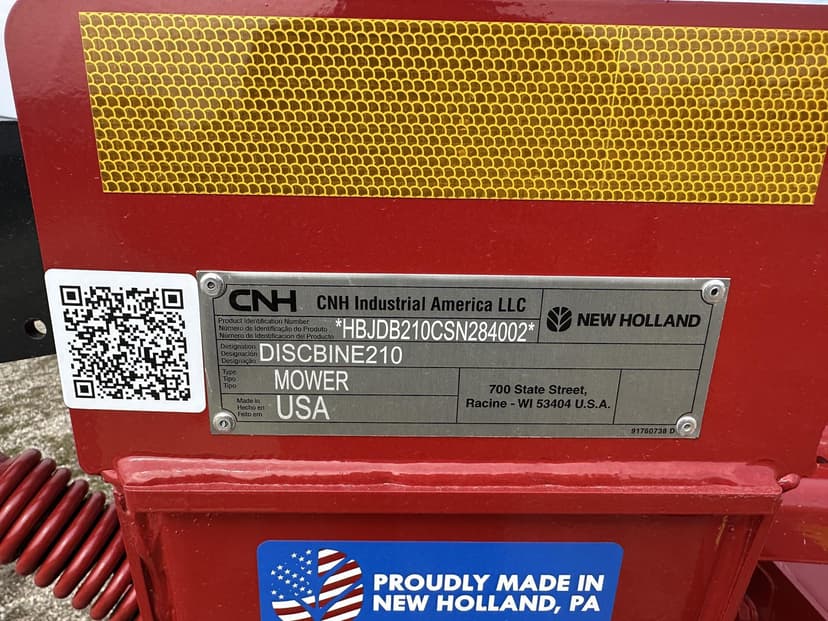 CNH CNH Industrial America LLC
Product Identification Number
Número de Identificação do Produto
Número de Identificacion del Producto
*HBJDB210CSN284002*
NEW HOLLAND
Designation
Designación
Designação
DISCBINE210
Type
Tipo
Tipo
MOWER
Made in
Hecho en
Feito em
USA
700 State Street,
Racine - WI 53404 U.S.A.
91760738 D
PROUDLY MADE IN
NEW HOLLAND, PA